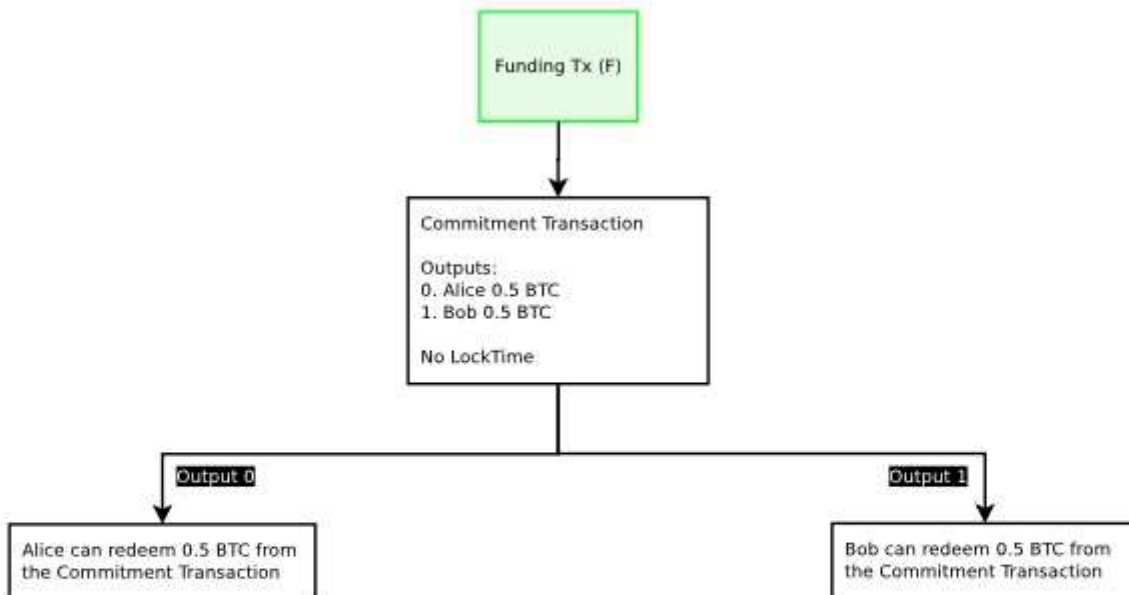 Funding Tx (F)
Commitment Transaction
Outputs:
0. Alice 0.5 BTC
1. Bob 0.5 BTC
No LockTime
Output 0
Output 1
Alice can redeem 0.5 BTC from
the Commitment Transaction
Bob can redeem 0.5 BTC from
the Commitment Transaction